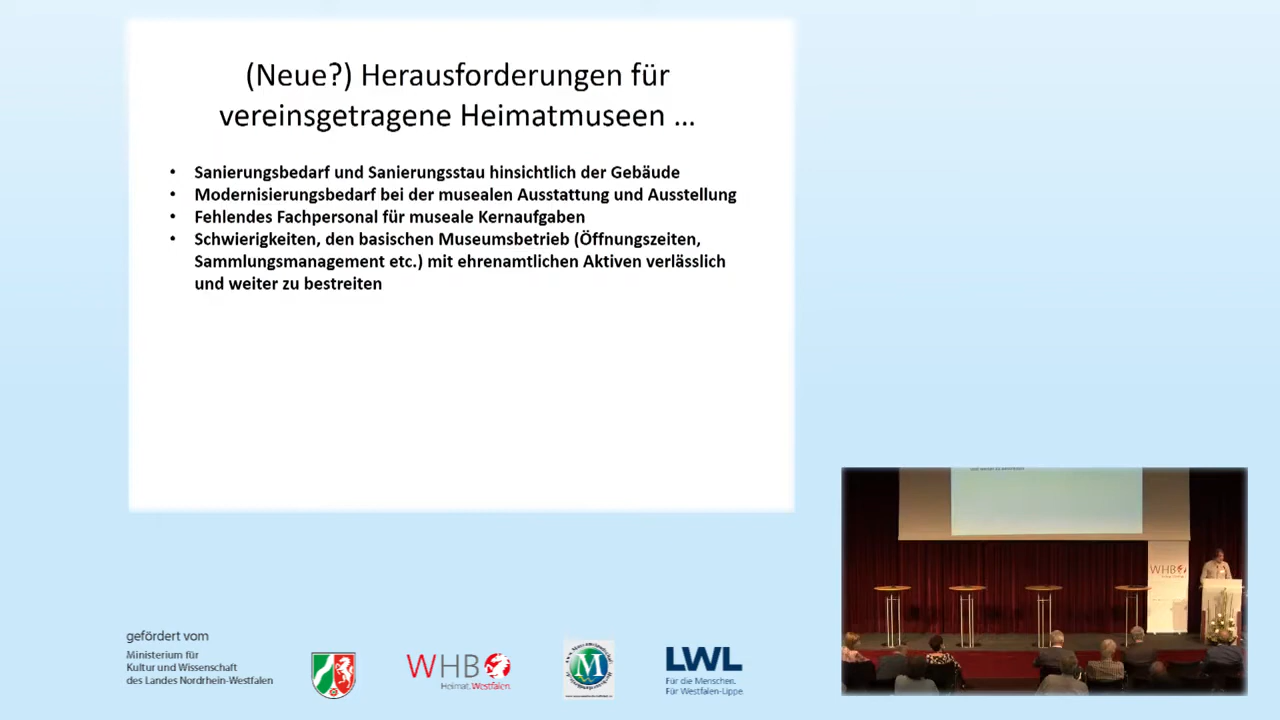 (Neue?) Herausforderungen für
vereinsgetragene Heimatmuseen ...
• Sanierungsbedarf und Sanierungsstau hinsichtlich der Gebäude
• Modernisierungsbedarf bei der musealen Ausstattung und Ausstellung
• Fehlendes Fachpersonal für museale Kernaufgaben
• Schwierigkeiten, den basischen Museumsbetrieb (Öffnungszeiten,
Sammlungsmanagement etc.) mit ehrenamtlichen Aktiven verlässlich
und weiter zu bestreiten
WHB
gefördert vom
Ministerium für
Kultur und Wissenschaft
des Landes Nordrhein-Westfalen
WHB
Heimat.Westfalen.
M
LWL
Für die Menschen.
Für Westfalen-Lippe.